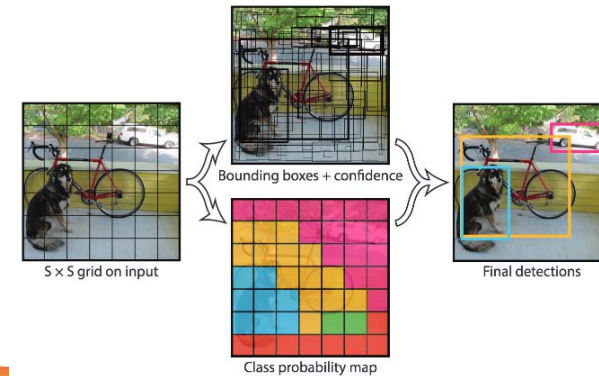 Bounding boxes + confidence
S × S grid on input
Final detections
Class probability map